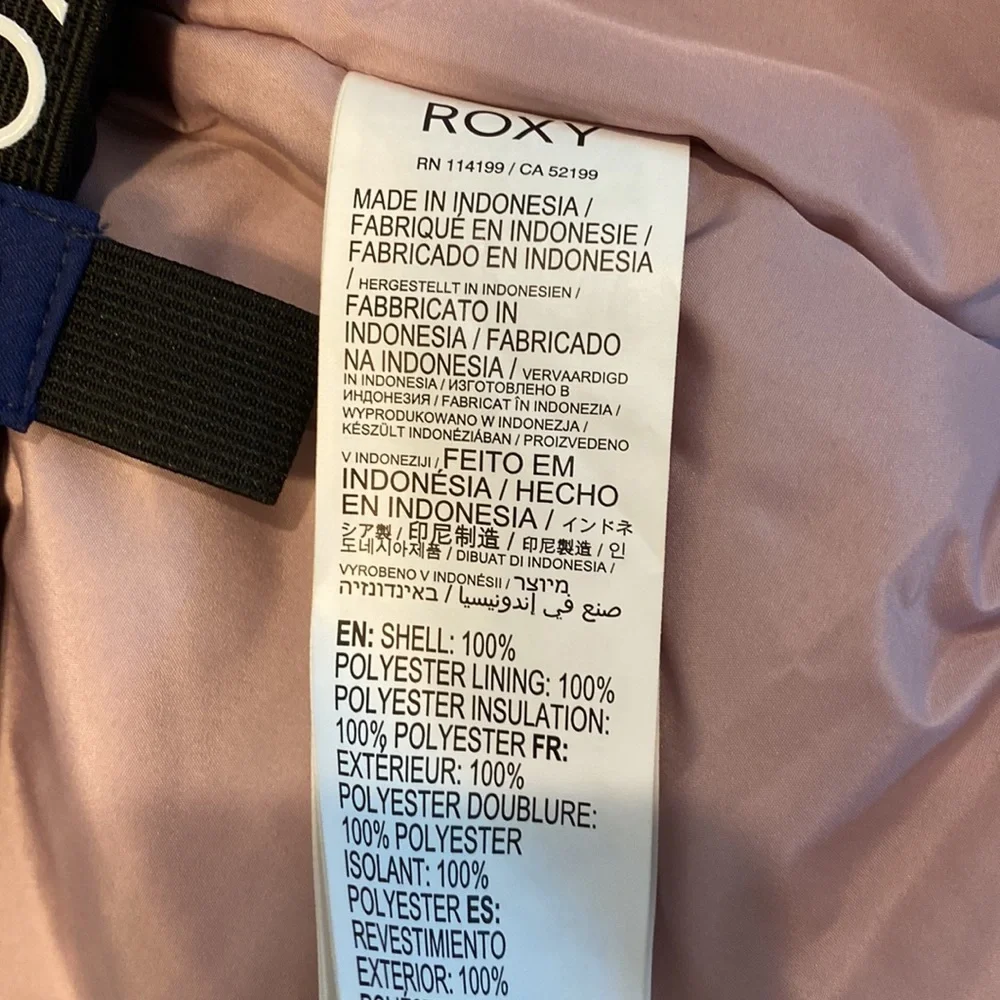 ROXY
RN 114199 / CA 52199
MADE IN INDONESIA /
FABRIQUÉ EN INDONESIE /
FABRICADO EN INDONESIA
/ HERGESTELLT IN INDONESIEN /
FABBRICATO IN
INDONESIA / FABRICADO
NA INDONESIA / VERVAARDIGD
IN INDONESIA / ИЗГОТОВЛЕНО В
ИНДОНЕЗИЯ / FABRICAT ÎN INDONEZIA /
WYPRODUKOWANO W INDONEZJA /
KÉSZÜLT INDONÉZIÁBAN / PROIZVEDENO
V INDONEZIJI / FEITO EM
INDONÉSIA / HECHO
EN INDONESIA / インドネ
シア製 / 印尼制造 / 印尼製造 / 인
도네시아제품 / DIBUAT DI INDONESIA /
VYROBENO V INDONÉSII / מיוצר
באינדונזיה / صنع في إندونيسيا
EN: SHELL: 100%
POLYESTER LINING: 100%
POLYESTER INSULATION:
100% POLYESTER FR:
EXTÉRIEUR: 100%
POLYESTER DOUBLURE:
100% POLYESTER
ISOLANT: 100%
POLYESTER ES:
REVESTIMIENTO
EXTERIOR: 100%